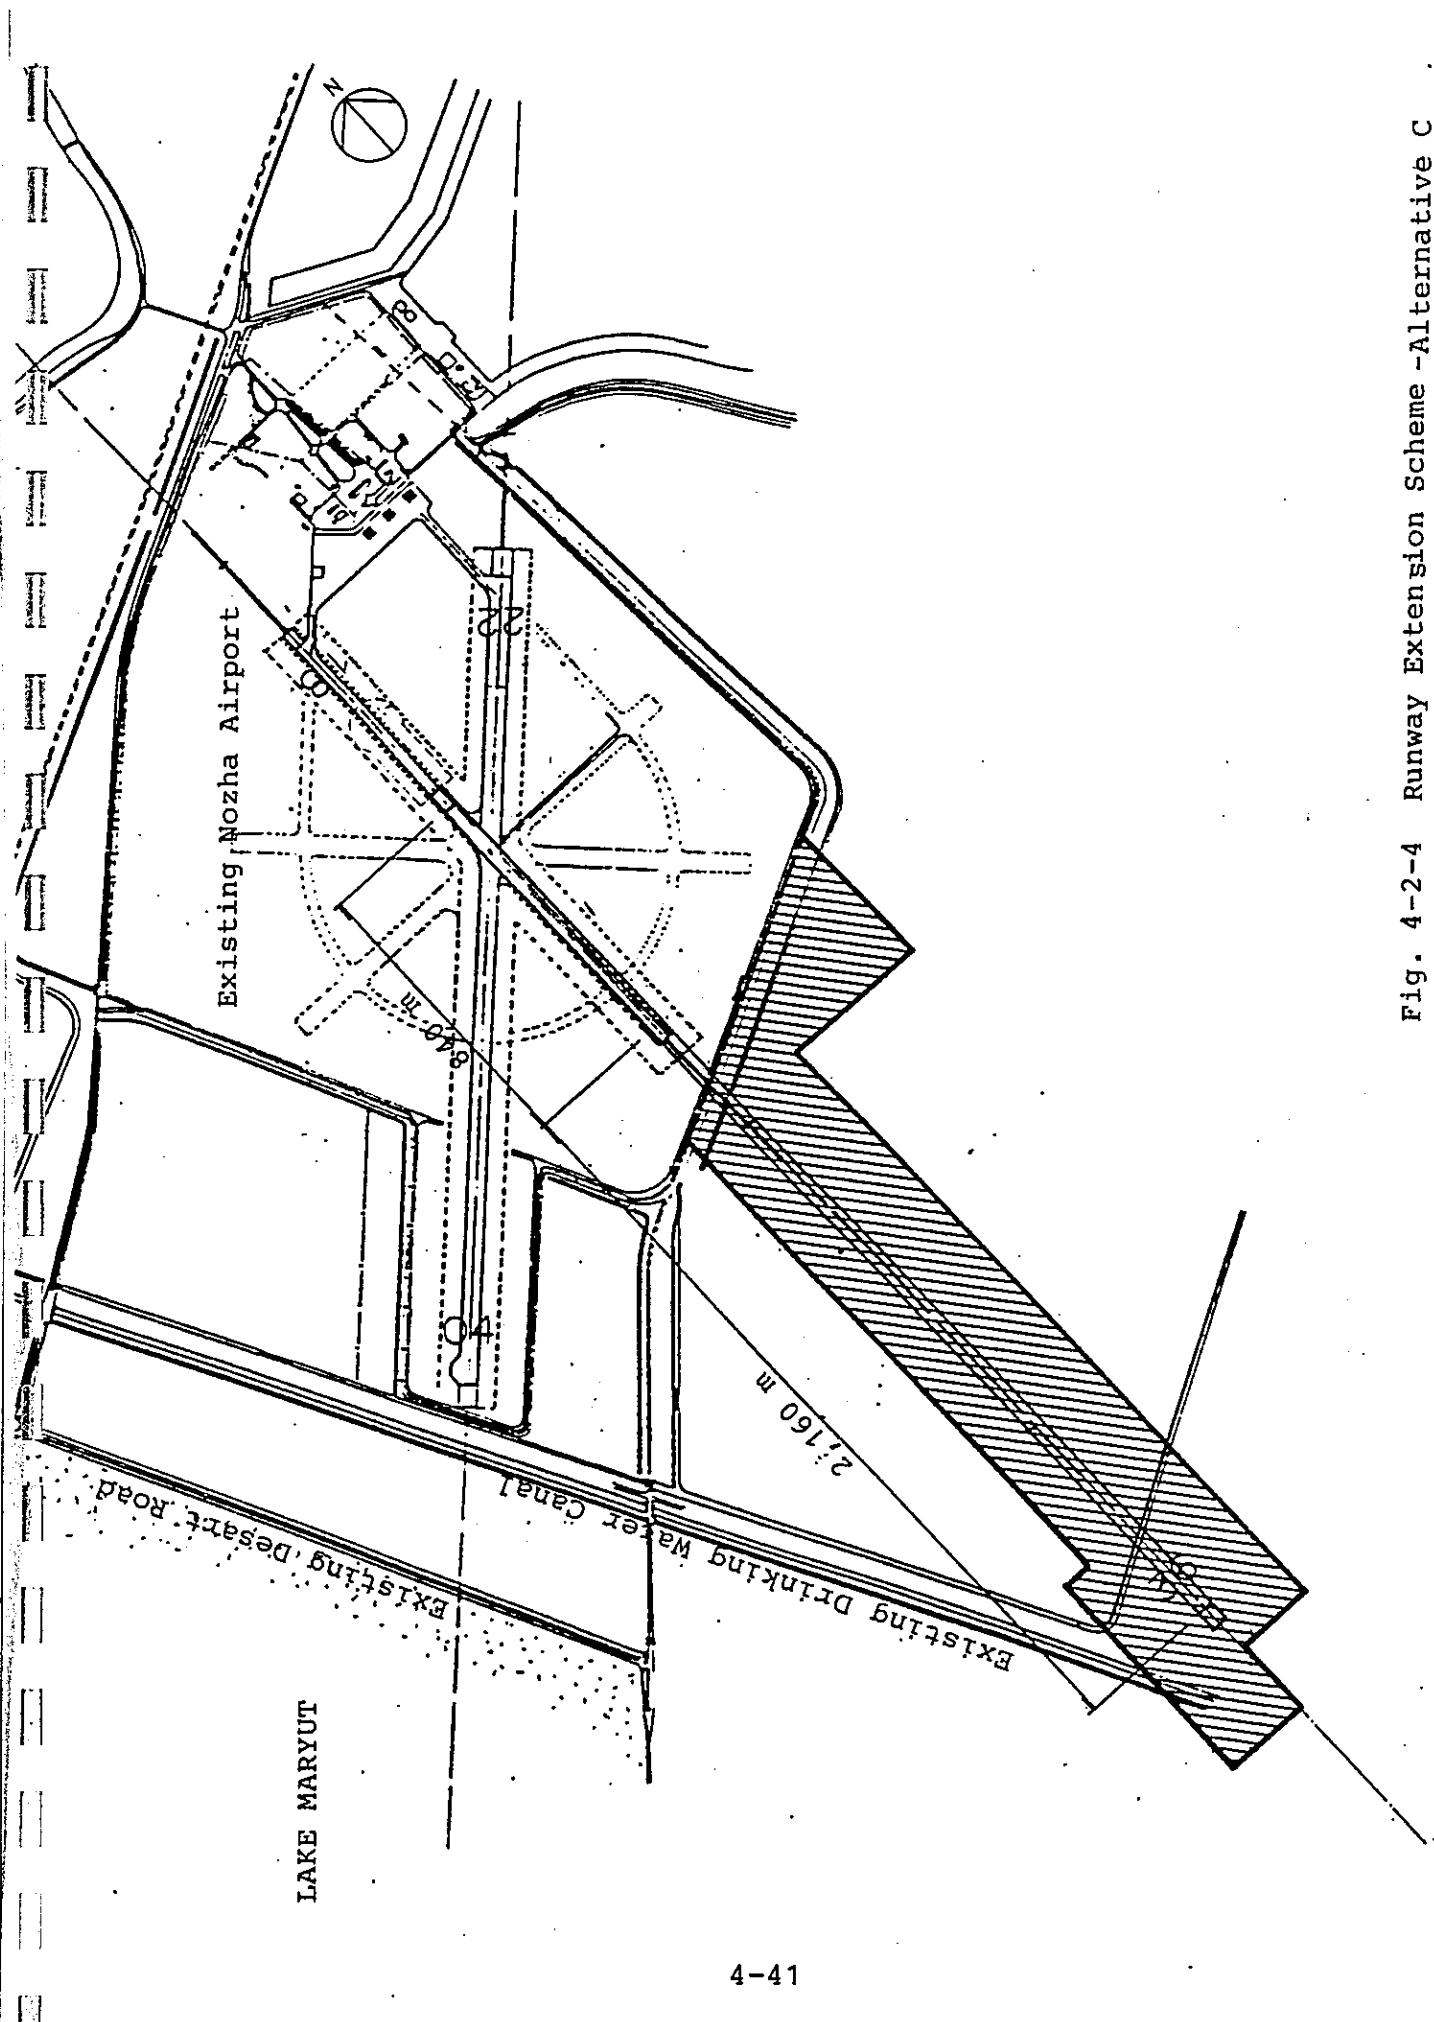 N
Existing Nozha Airport
22
840 m
04
2,160 m
Existing Desart Road
Existing Drinking Water Canal
LAKE MARYUT
Fig. 4-2-4 Runway Extension Scheme -Alternative C
4-41